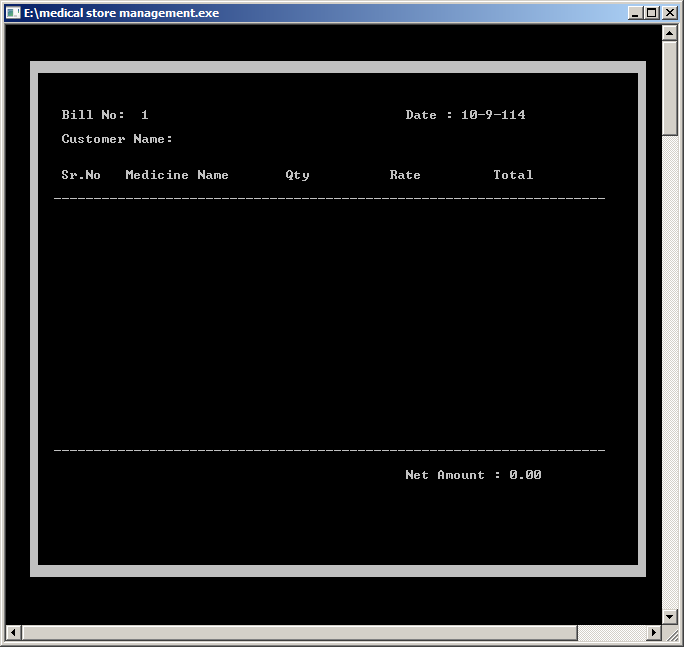 E:\medical store management.exe
Bill No: 1 Date : 10-9-114
Customer Name:
Sr.No Medicine Name Qty Rate Total
Net Amount : 0.00